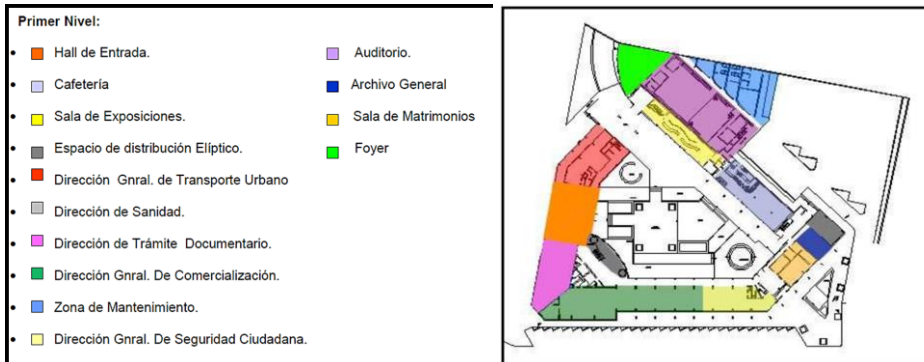 Primer Nivel:
Hall de Entrada.
Cafetería
Sala de Exposiciones.
Espacio de distribución Elíptico.
Dirección Gnral. de Transporte Urbano
Dirección de Sanidad.
Dirección de Trámite Documentario.
Dirección Gnral. De Comercialización.
Zona de Mantenimiento.
Dirección Gnral. De Seguridad Ciudadana.
Auditorio.
Archivo General
Sala de Matrimonios
Foyer